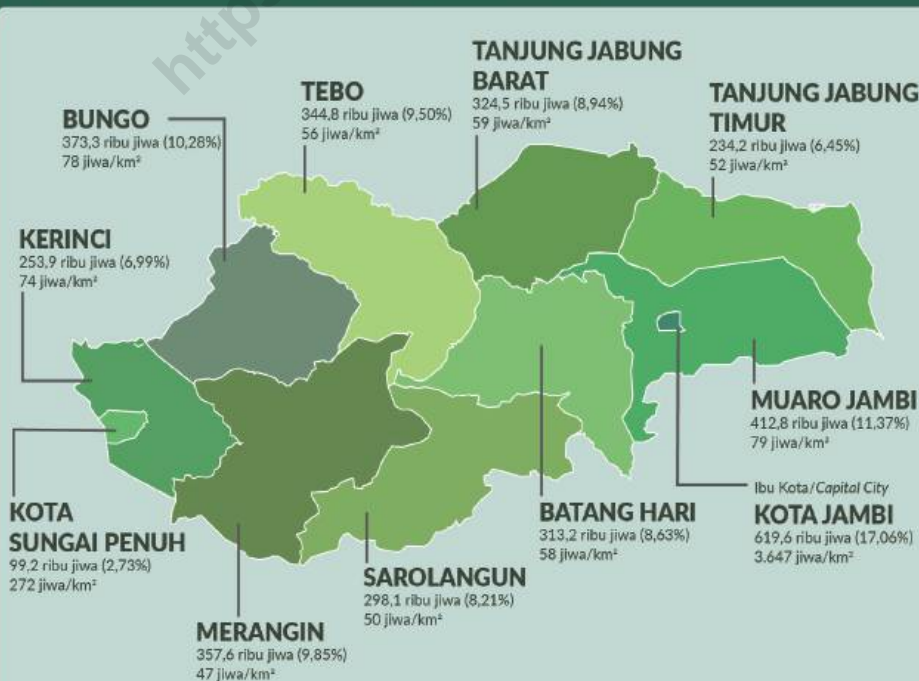 http
TANJUNG JABUNG
BARAT
324,5 ribu jiwa (8,94%)
59 jiwa/km²
TEBO
344,8 ribu jiwa (9,50%)
56 jiwa/km²
TANJUNG JABUNG
TIMUR
234,2 ribu jiwa (6,45%)
52 jiwa/km²
BUNGO
373,3 ribu jiwa (10,28%)
78 jiwa/km²
KERINCI
253,9 ribu jiwa (6,99%)
74 jiwa/km²
MUARO JAMBI
412,8 ribu jiwa (11,37%)
79 jiwa/km²
Ibu Kota/Capital City
KOTA JAMBI
619,6 ribu jiwa (17,06%)
3.647 jiwa/km²
KOTA
SUNGAI PENUH
99,2 ribu jiwa (2,73%)
272 jiwa/km²
BATANG HARI
313,2 ribu jiwa (8,63%)
58 jiwa/km²
SAROLANGUN
298,1 ribu jiwa (8,21%)
50 jiwa/km²
MERANGIN
357,6 ribu jiwa (9,85%)
47 jiwa/km²